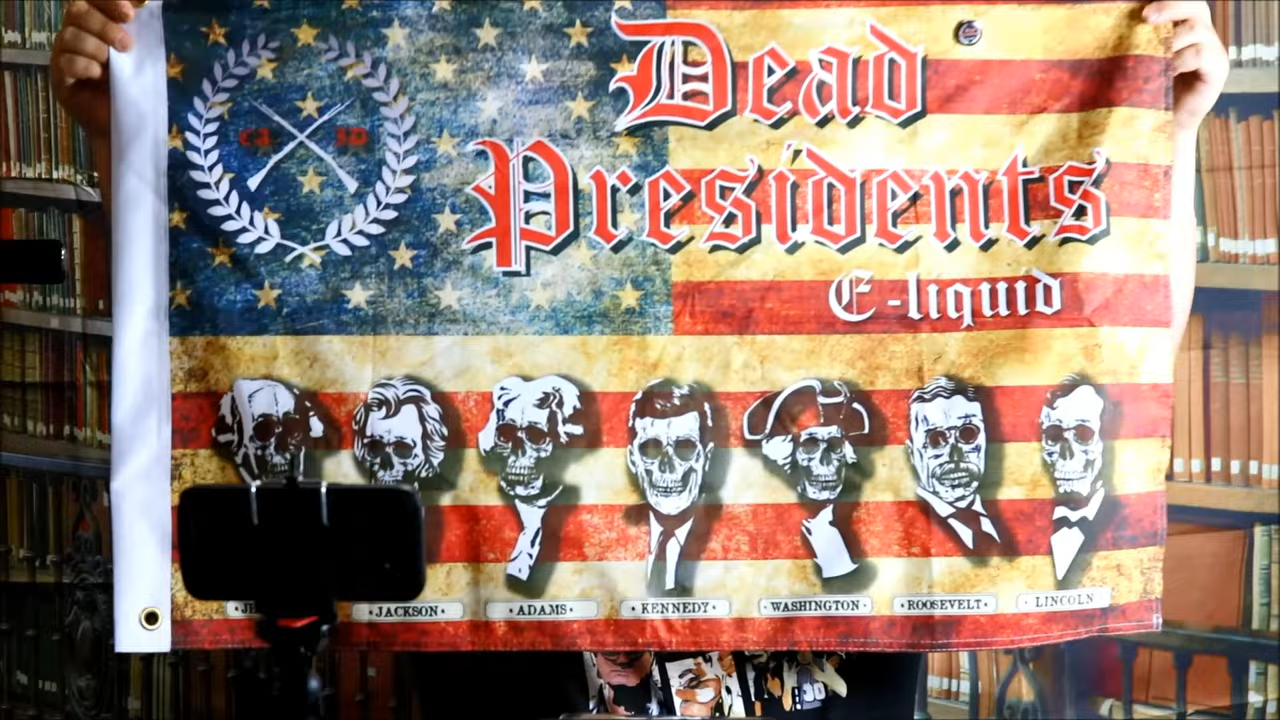 Dead
Presidents
E-liquid
JACKSON
ADAMS
KENNEDY
WASHINGTON
ROOSEVELT
LINCOLN